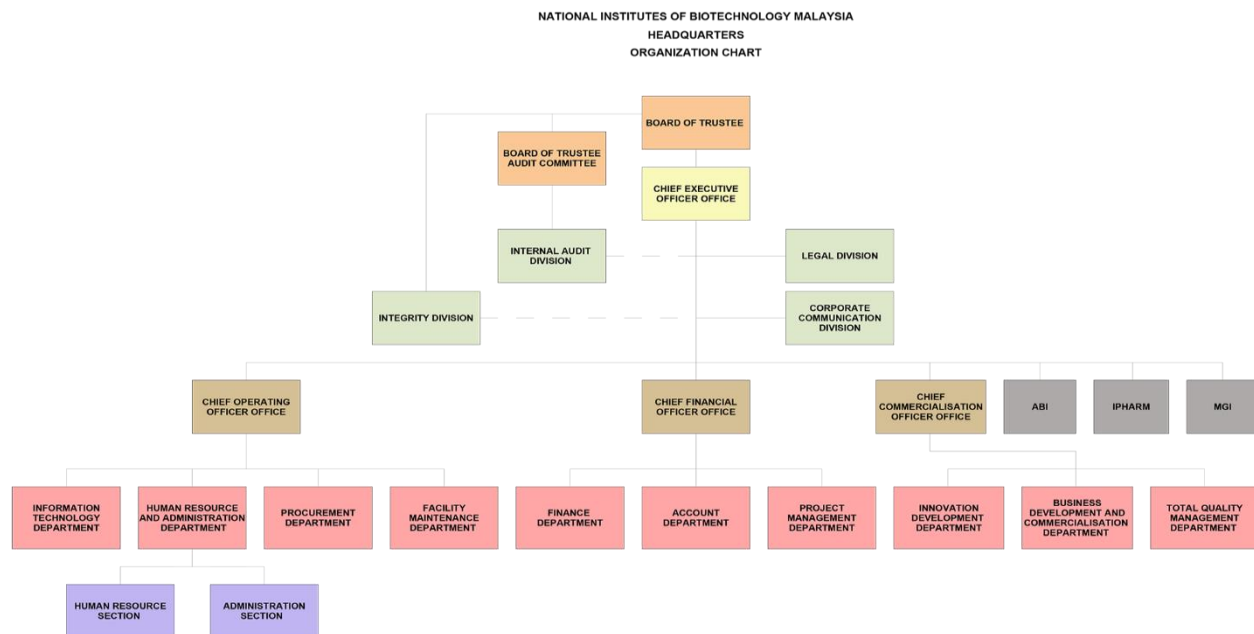 NATIONAL INSTITUTES OF BIOTECHNOLOGY MALAYSIA
HEADQUARTERS
ORGANIZATION CHART
BOARD OF TRUSTEE
BOARD OF TRUSTEE
AUDIT COMMITTEE
CHIEF EXECUTIVE
OFFICER OFFICE
INTERNAL AUDIT
DIVISION
LEGAL DIVISION
INTEGRITY DIVISION
CORPORATE
COMMUNICATION
DIVISION
CHIEF OPERATING
OFFICER OFFICE
CHIEF FINANCIAL
OFFICER OFFICE
CHIEF
COMMERCIALISATION
OFFICER OFFICE
ABI
IPHARM
MGI
INFORMATION
TECHNOLOGY
DEPARTMENT
HUMAN RESOURCE
AND ADMINISTRATION
DEPARTMENT
PROCUREMENT
DEPARTMENT
FACILITY
MAINTENANCE
DEPARTMENT
FINANCE
DEPARTMENT
ACCOUNT
DEPARTMENT
PROJECT
MANAGEMENT
DEPARTMENT
INNOVATION
DEVELOPMENT
DEPARTMENT
BUSINESS
DEVELOPMENT AND
COMMERCIALISATION
DEPARTMENT
TOTAL QUALITY
MANAGEMENT
DEPARTMENT
HUMAN RESOURCE
SECTION
ADMINISTRATION
SECTION